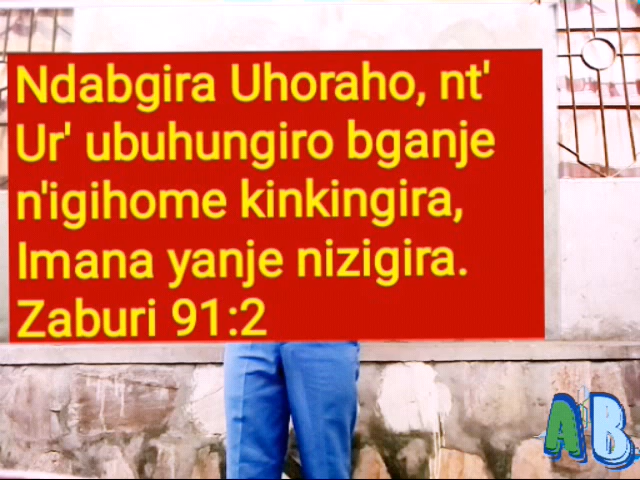 Ndabgira Uhoraho, nt'
Ur' ubuhungiro bganje
n'igihome kinkingira,
Imana yanje nizigira.
Zaburi 91:2
AB